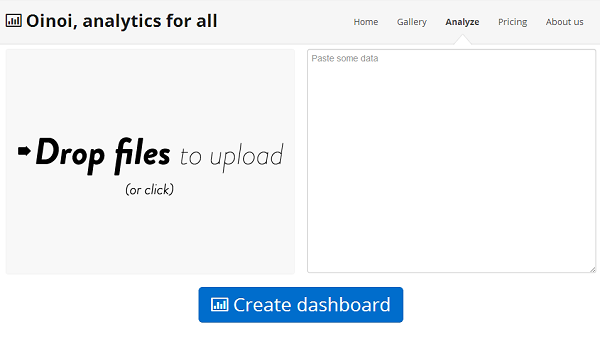 Oinoi, analytics for all
Home Gallery Analyze Pricing About us
Drop files to upload
(or click)
Paste some data
Create dashboard